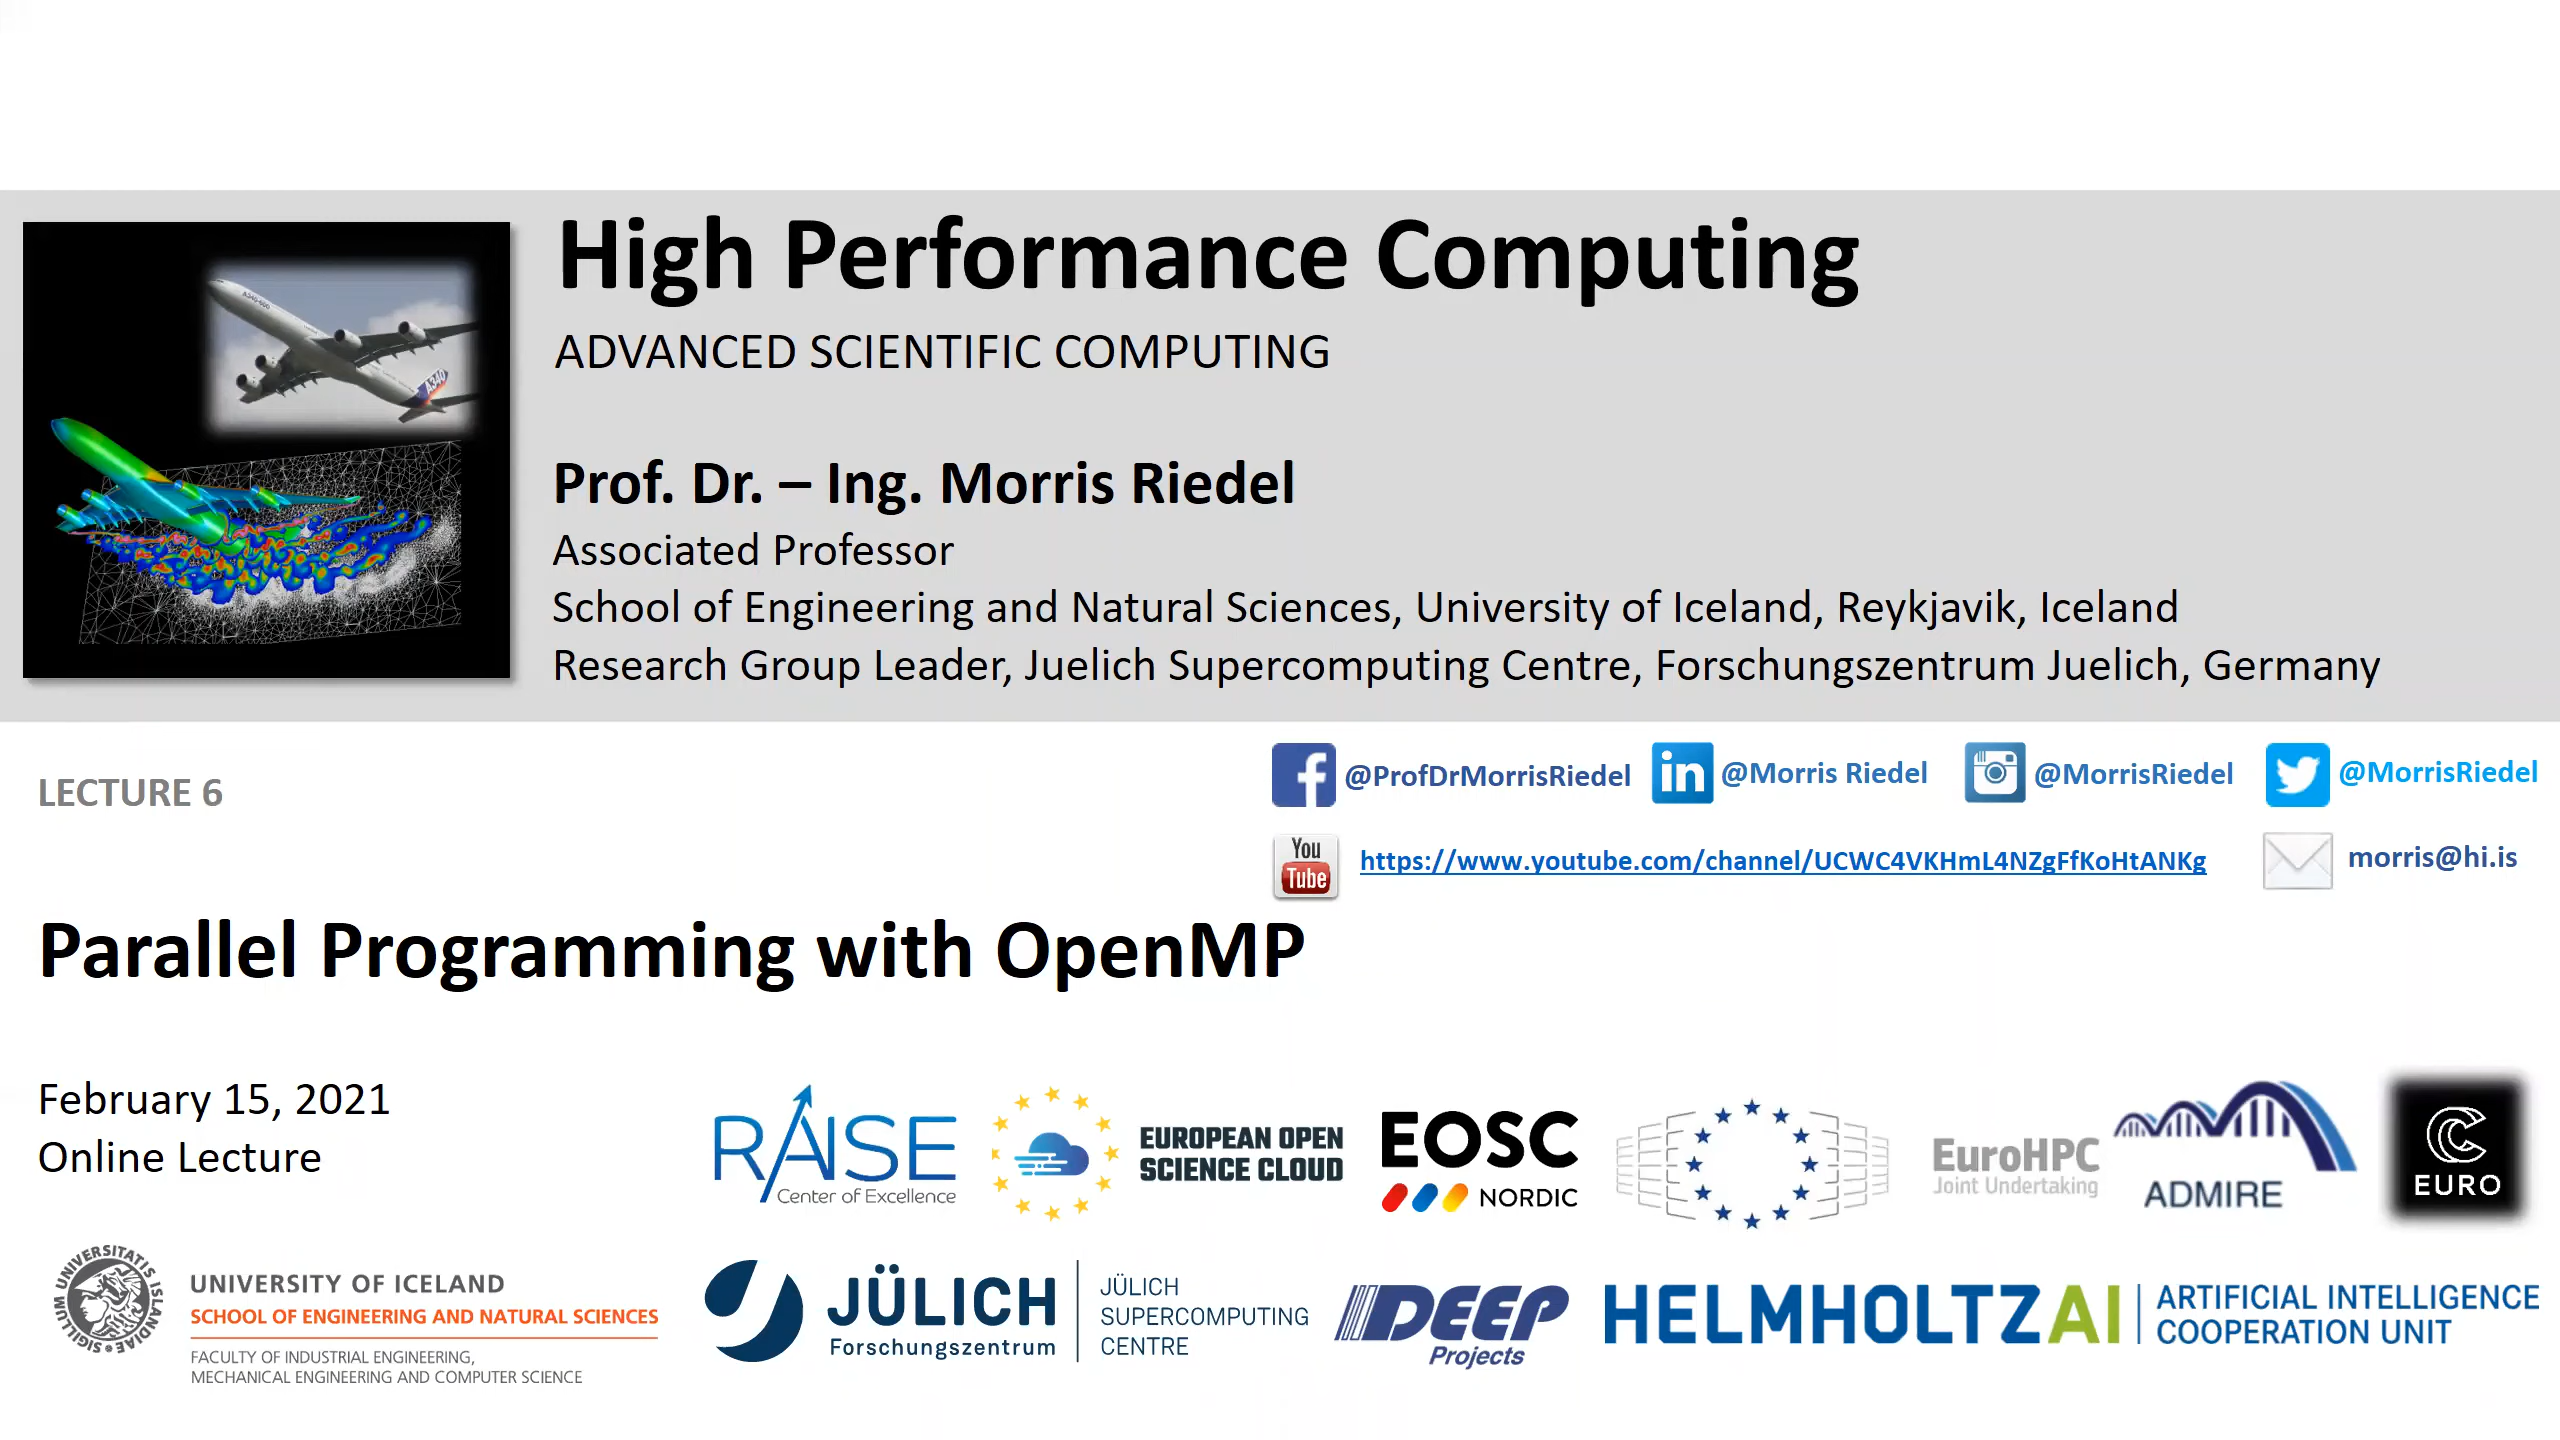 High Performance Computing
ADVANCED SCIENTIFIC COMPUTING
Prof. Dr. – Ing. Morris Riedel
Associated Professor
School of Engineering and Natural Sciences, University of Iceland, Reykjavik, Iceland
Research Group Leader, Juelich Supercomputing Centre, Forschungszentrum Juelich, Germany
A340
LECTURE 6
@ProfDrMorrisRiedel
in
@Morris Riedel
@MorrisRiedel
@MorrisRiedel
You
Tube
https://www.youtube.com/channel/UCWC4VKHmL4NZgFfKoHtANKg
morris@hi.is
Parallel Programming with OpenMP
February 15, 2021
Online Lecture
RAISE
Center of Excellence
EUROPEAN OPEN
SCIENCE CLOUD
EOSC
NORDIC
EuroHPC
Joint Undertaking
ADMIRE
EURO
SIGILLUM UNIVERSITATIS ISLANDIAE
UNIVERSITY OF ICELAND
SCHOOL OF ENGINEERING AND NATURAL SCIENCES
FACULTY OF INDUSTRIAL ENGINEERING,
MECHANICAL ENGINEERING AND COMPUTER SCIENCE
JÜLICH
Forschungszentrum
JÜLICH
SUPERCOMPUTING
CENTRE
DEEP
Projects
HELMHOLTZAI
ARTIFICIAL INTELLIGENCE
COOPERATION UNIT